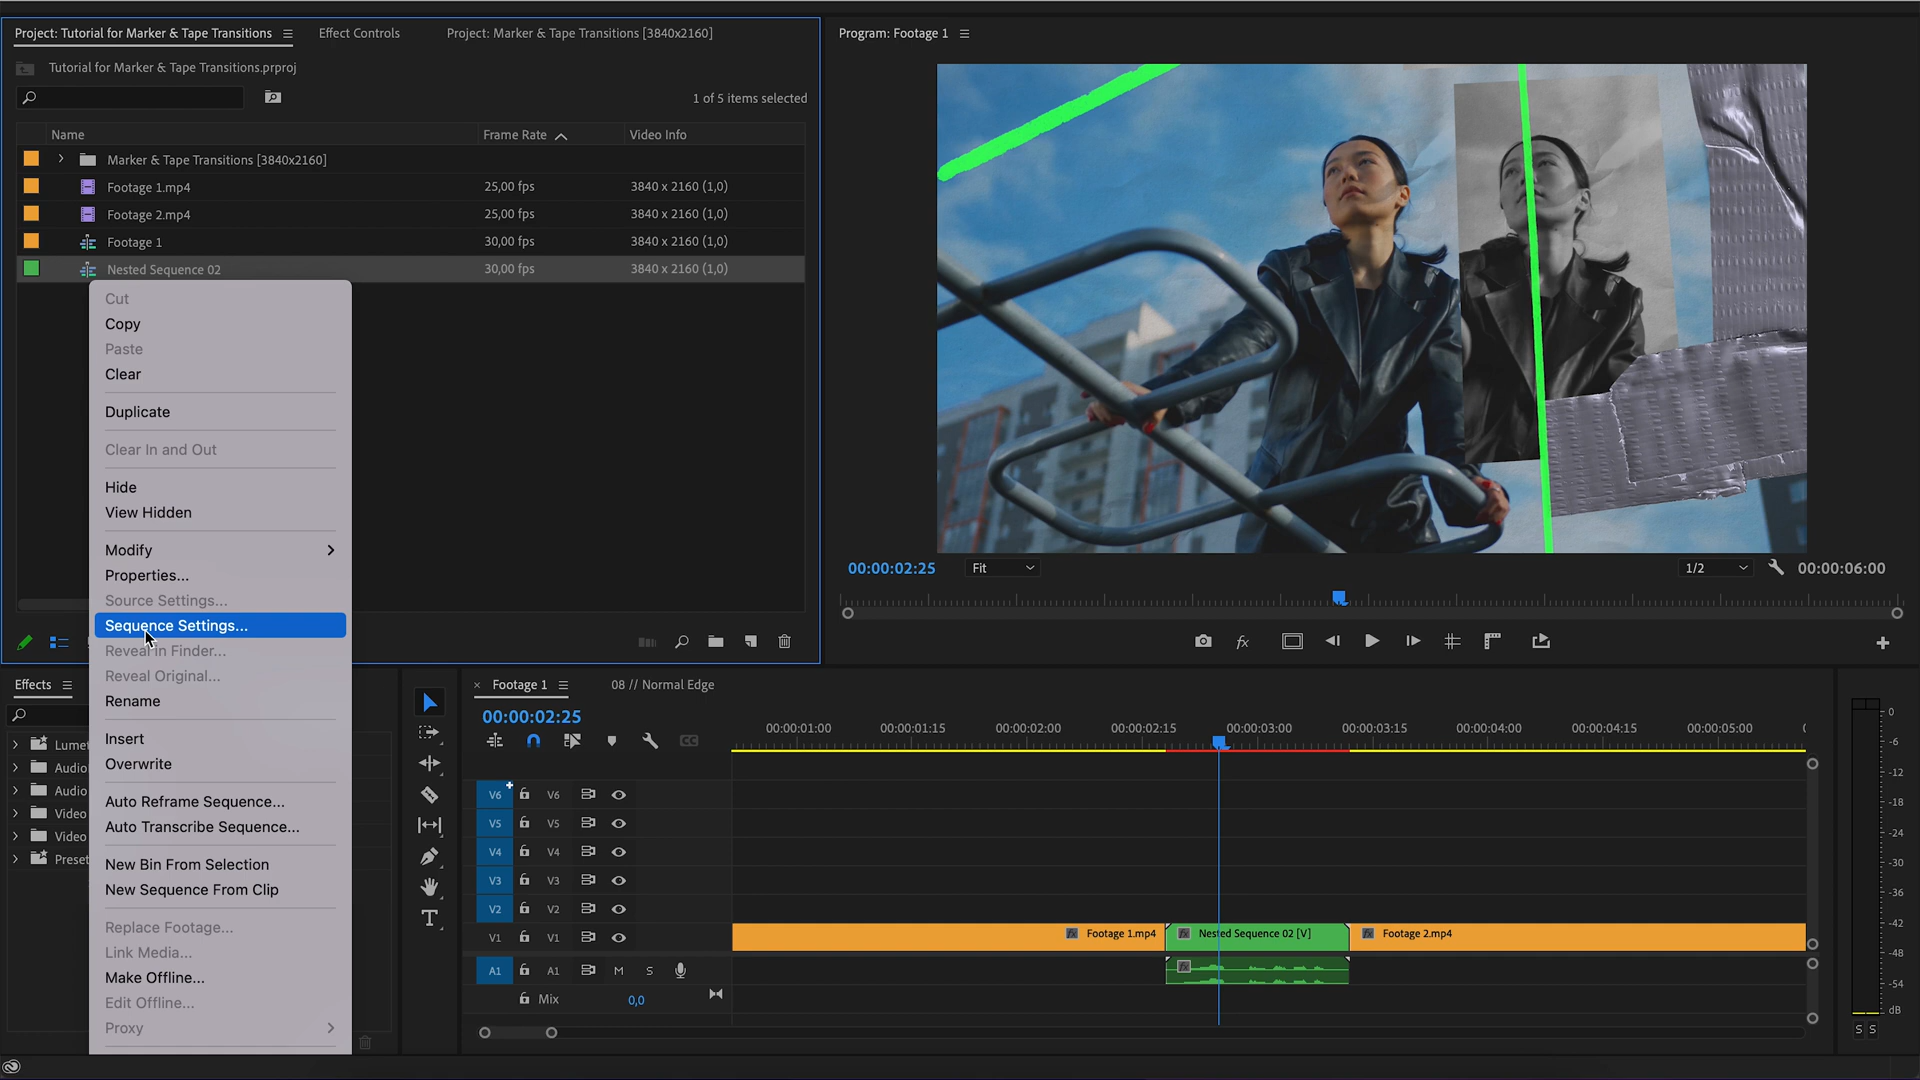 Project: Tutorial for Marker & Tape Transitions
Effect Controls
Project: Marker & Tape Transitions [3840x2160]
Program: Footage 1
Tutorial for Marker & Tape Transitions.prproj
1 of 5 items selected
Name
Frame Rate
Video Info
Marker & Tape Transitions [3840x2160]
Footage 1.mp4
25,00 fps
3840 x 2160 (1,0)
Footage 2.mp4
25,00 fps
3840 x 2160 (1,0)
Footage 1
30,00 fps
3840 x 2160 (1,0)
Nested Sequence 02
30,00 fps
3840 x 2160 (1,0)
Cut
Copy
Paste
Clear
Duplicate
Clear In and Out
Hide
View Hidden
Modify
Properties...
Source Settings...
Sequence Settings...
Reveal in Finder...
Reveal Original...
Rename
Insert
Overwrite
Auto Reframe Sequence...
Auto Transcribe Sequence...
New Bin From Selection
New Sequence From Clip
Replace Footage...
Link Media...
Make Offline...
Edit Offline...
Proxy
00:00:02:25
Fit
1/2
00:00:06:00
fx
Effects
Lumet
Audio
Audio
Video
Video
Preset
Footage 1
08 // Normal Edge
00:00:02:25
00:00:01:00
00:00:01:15
00:00:02:00
00:00:02:15
00:00:03:00
00:00:03:15
00:00:04:00
00:00:04:15
00:00:05:00
V6 V6
V5 V5
V4 V4
V3 V3
V2 V2
V1 V1
fx Footage 1.mp4
fx Nested Sequence 02 [V]
fx Footage 2.mp4
A1 A1 M S
fx
Mix
0,0
0
-6
-12
-18
-24
-30
-36
-42
-48
-54
dB
S S